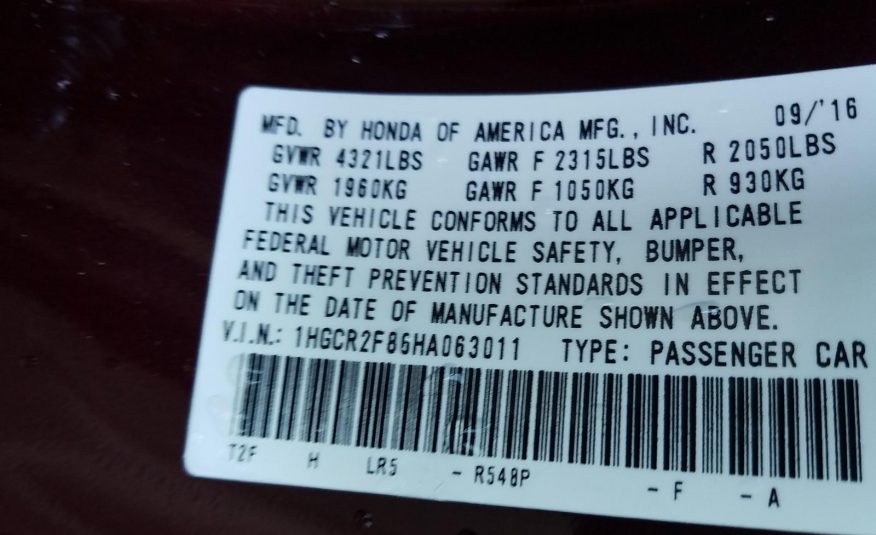 MFD. BY HONDA OF AMERICA MFG., INC. 09/'16
GVWR 4321LBS GAWR F 2315LBS R 2050LBS
GVWR 1960KG GAWR F 1050KG R 930KG
THIS VEHICLE CONFORMS TO ALL APPLICABLE
FEDERAL MOTOR VEHICLE SAFETY, BUMPER,
AND THEFT PREVENTION STANDARDS IN EFFECT
ON THE DATE OF MANUFACTURE SHOWN ABOVE.
V.I.N.: 1HGCR2F86HA063011 TYPE: PASSENGER CAR
T2F H LR5 - R548P - F - A